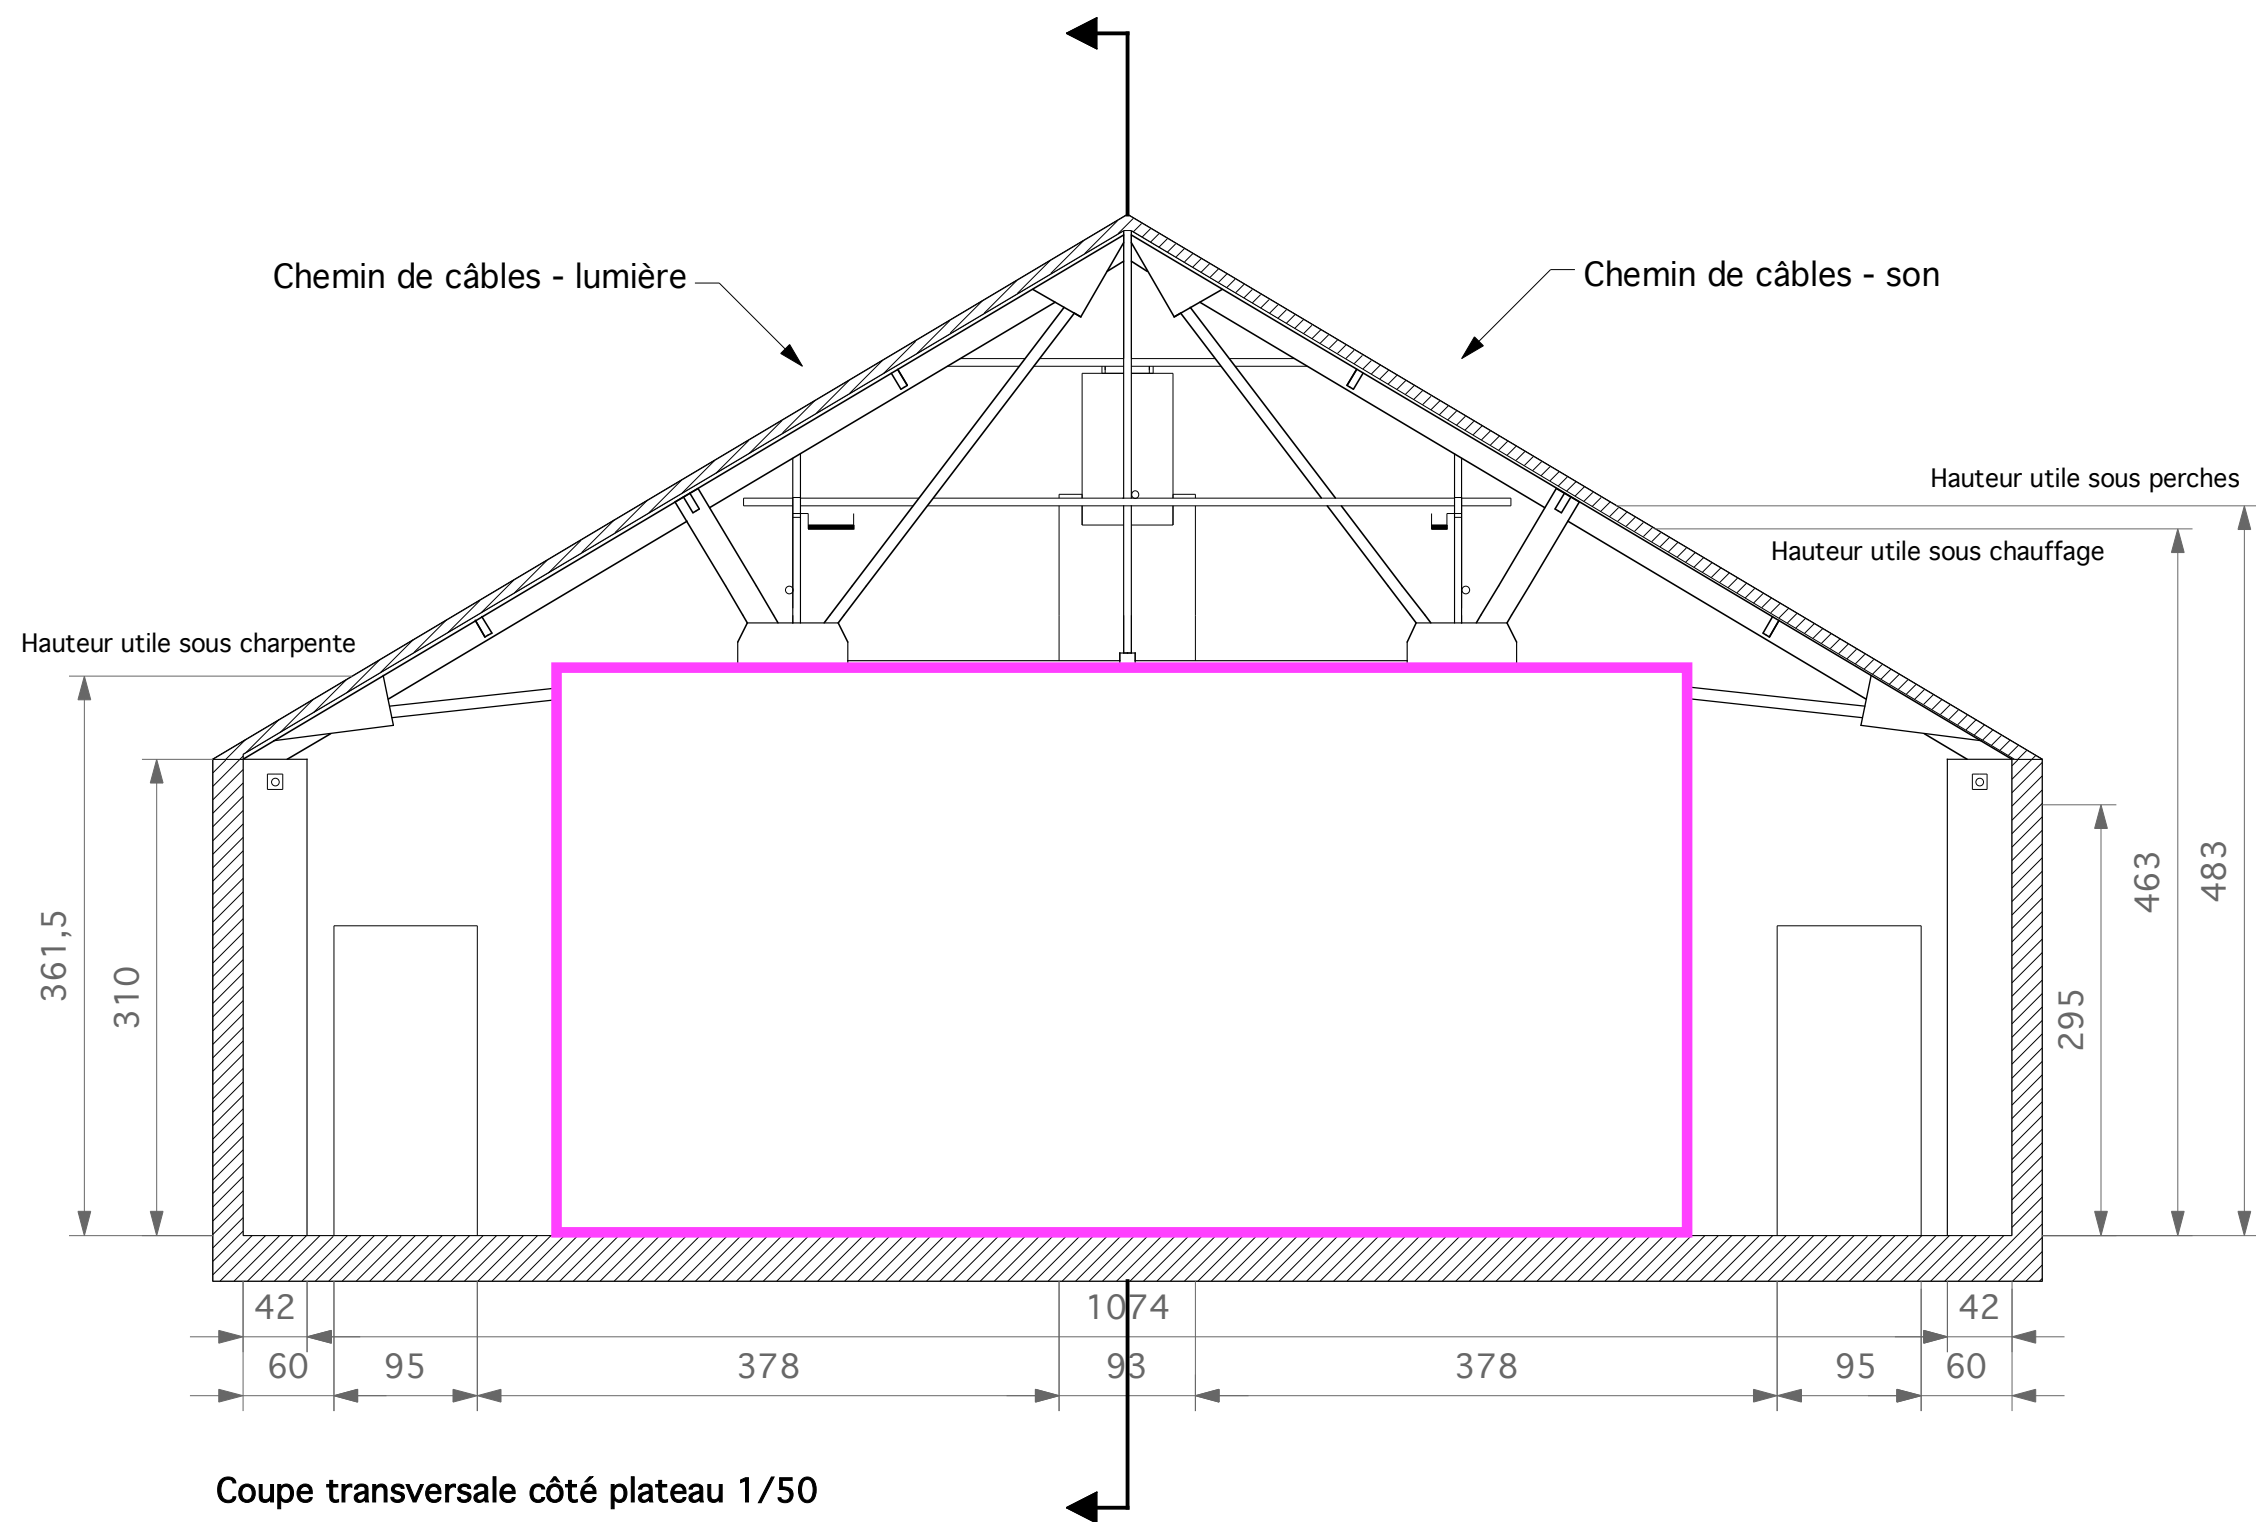 Chemin de câbles - lumière
Chemin de câbles - son
Hauteur utile sous perches
Hauteur utile sous chauffage
Hauteur utile sous charpente
361,5
310
295
463
483
42
1074
42
60
95
378
93
378
95
60
Coupe transversale côté plateau 1/50